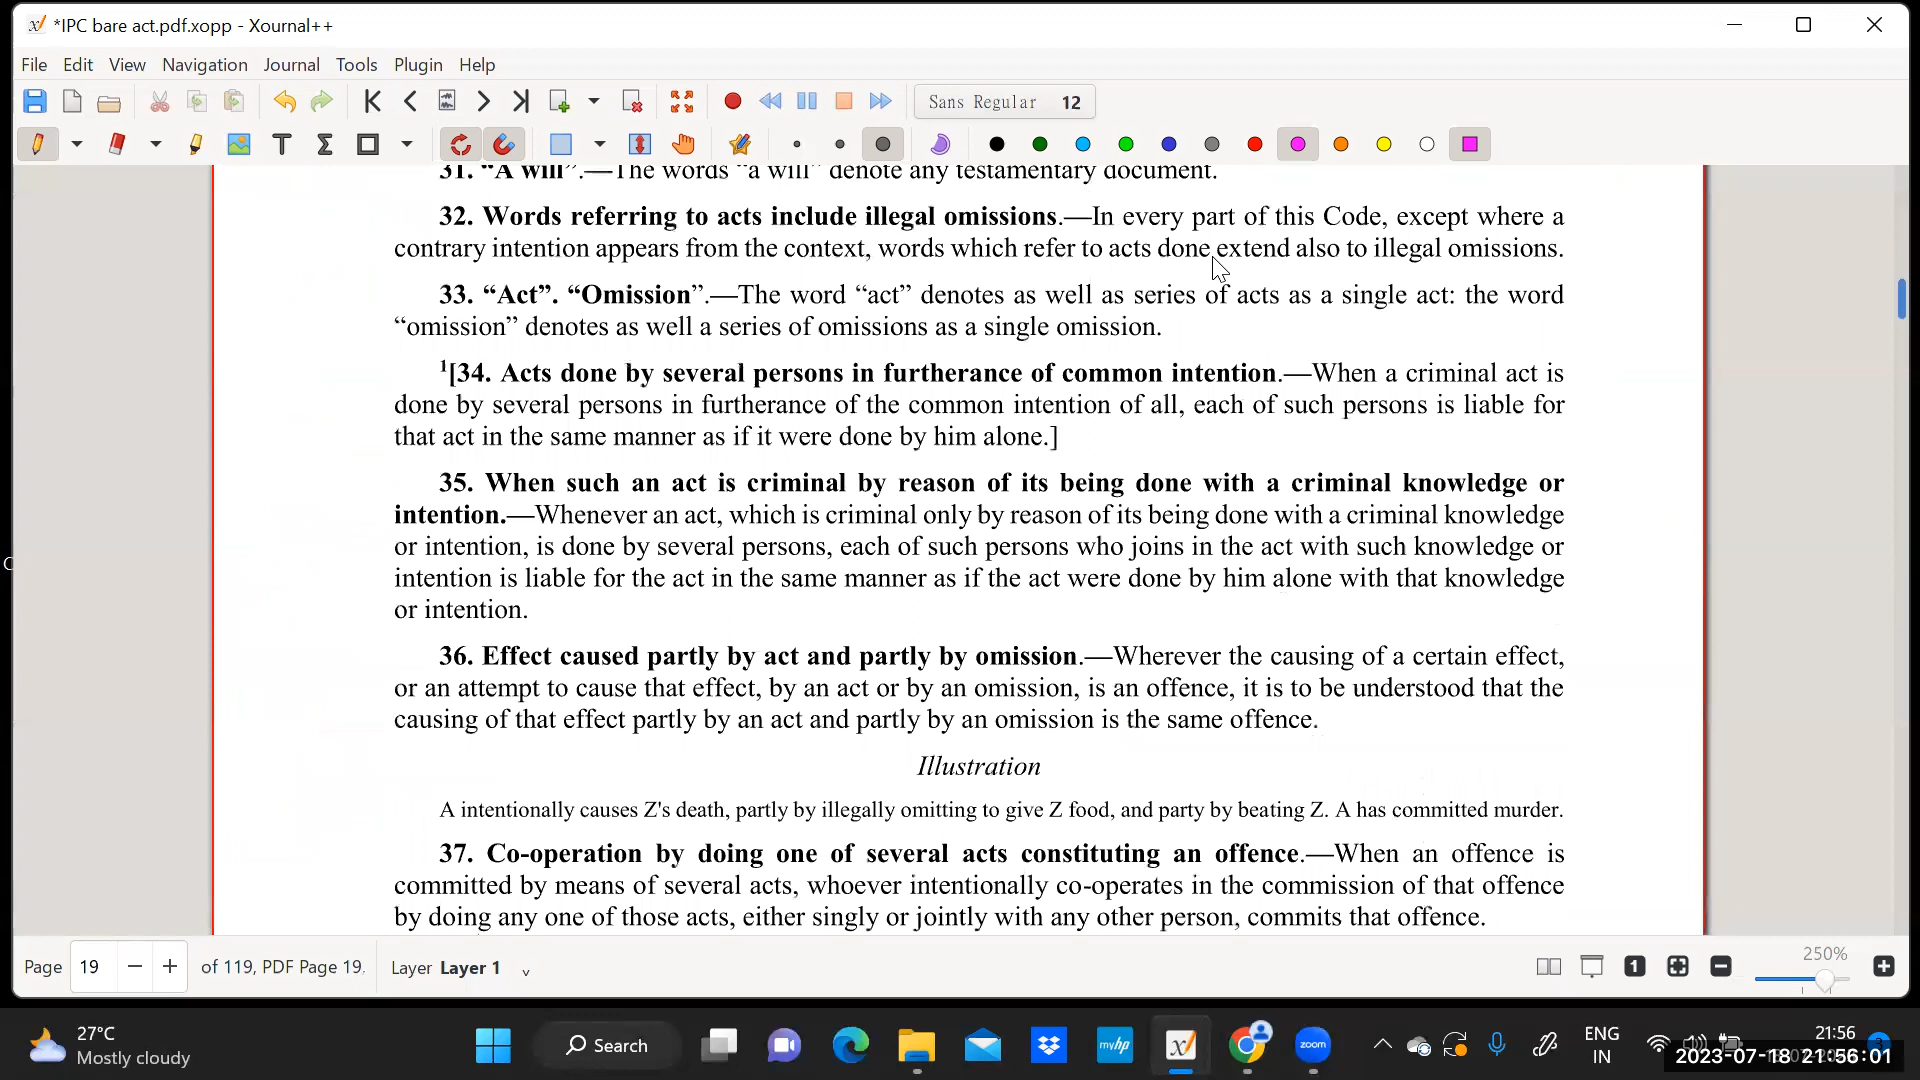 *IPC bare act.pdf.xopp - Xournal++
File Edit View Navigation Journal Tools Plugin Help
Sans Regular 12
31. “A will”.—The words “a will” denote any testamentary document.
32. Words referring to acts include illegal omissions.—In every part of this Code, except where a
contrary intention appears from the context, words which refer to acts done extend also to illegal omissions.
33. “Act”. “Omission”.—The word “act” denotes as well as series of acts as a single act: the word
“omission” denotes as well a series of omissions as a single omission.
1[34. Acts done by several persons in furtherance of common intention.—When a criminal act is
done by several persons in furtherance of the common intention of all, each of such persons is liable for
that act in the same manner as if it were done by him alone.]
35. When such an act is criminal by reason of its being done with a criminal knowledge or
intention.—Whenever an act, which is criminal only by reason of its being done with a criminal knowledge
or intention, is done by several persons, each of such persons who joins in the act with such knowledge or
intention is liable for the act in the same manner as if the act were done by him alone with that knowledge
or intention.
36. Effect caused partly by act and partly by omission.—Wherever the causing of a certain effect,
or an attempt to cause that effect, by an act or by an omission, is an offence, it is to be understood that the
causing of that effect partly by an act and partly by an omission is the same offence.
Illustration
A intentionally causes Z's death, partly by illegally omitting to give Z food, and party by beating Z. A has committed murder.
37. Co-operation by doing one of several acts constituting an offence.—When an offence is
committed by means of several acts, whoever intentionally co-operates in the commission of that offence
by doing any one of those acts, either singly or jointly with any other person, commits that offence.
Page 19 of 119, PDF Page 19. Layer Layer 1 250%
27°C
Mostly cloudy
Search
myhp
zoom
ENG
IN
21:56
2023-07-18 21:56:01